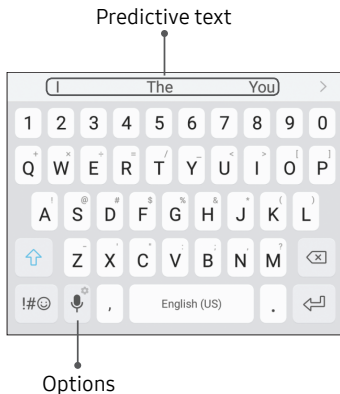 Predictive text
I The You >
1 2 3 4 5 6 7 8 9 0
+ × ÷ = / _ < > [ ]
Q W E R T Y U I O P
! @ # $ % & * ( )
A S D F G H J K L
- ' " : ; , ?
Z X C V B N M
!#☺ , English (US) .
Options